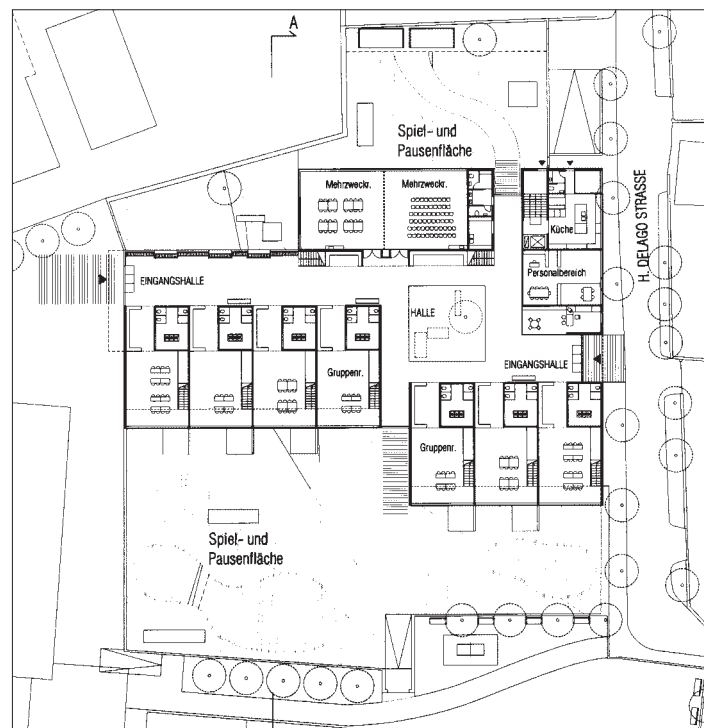 A
Spiel- und
Pausenfläche
Mehrzweckr.
Mehrzweckr.
Küche
H. DELAGO STRASSE
Personalbereich
EINGANGSHALLE
HALLE
EINGANGSHALLE
Gruppenr.
Gruppenr.
Spiel- und
Pausenfläche